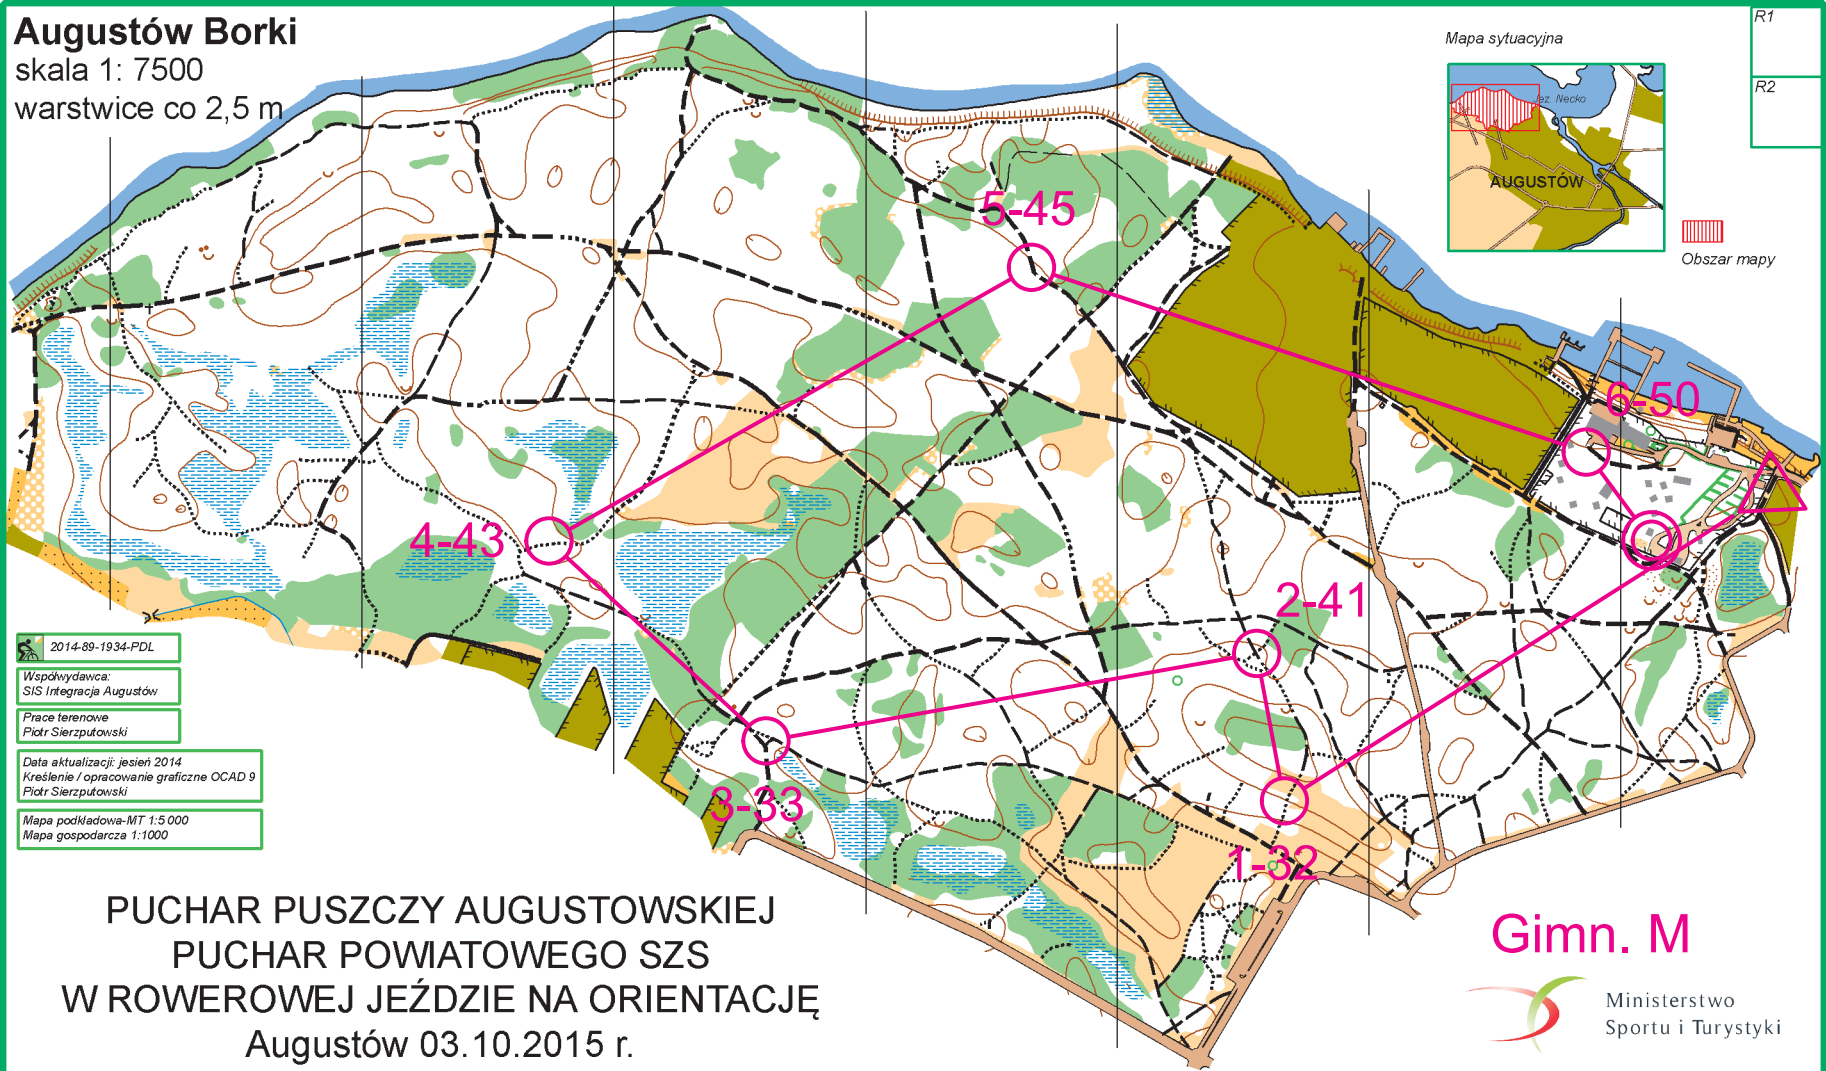 Augustów Borki
skala 1: 7500
warstwice co 2,5 m
Mapa sytuacyjna
Jez. Necko
AUGUSTÓW
Obszar mapy
R1
R2
5-45
6-50
4-43
2-41
3-33
1-32
2014-89-1934-PDL
Współwydawca:
SIS Integracja Augustów
Prace terenowe
Piotr Sierzputowski
Data aktualizacji: jesień 2014
Kreślenie / opracowanie graficzne OCAD 9
Piotr Sierzputowski
Mapa podkładowa-MT 1:5 000
Mapa gospodarcza 1:1000
PUCHAR PUSZCZY AUGUSTOWSKIEJ
PUCHAR POWIATOWEGO SZS
W ROWEROWEJ JEŹDZIE NA ORIENTACJĘ
Augustów 03.10.2015 r.
Gimn. M
Ministerstwo
Sportu i Turystyki